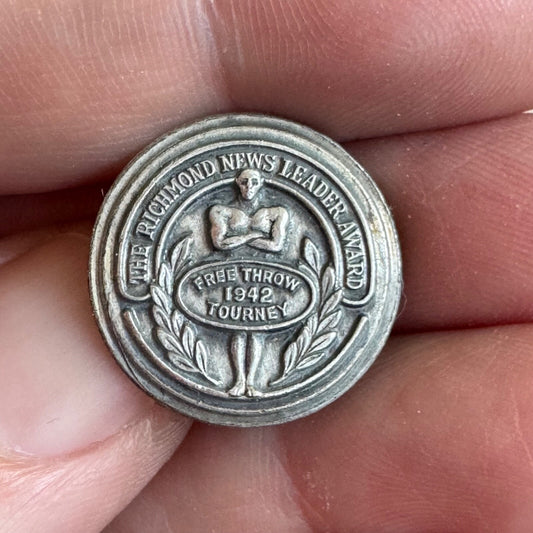 THE RICHMOND NEWS LEADER AWARD
FREE THROW
1942
TOURNEY